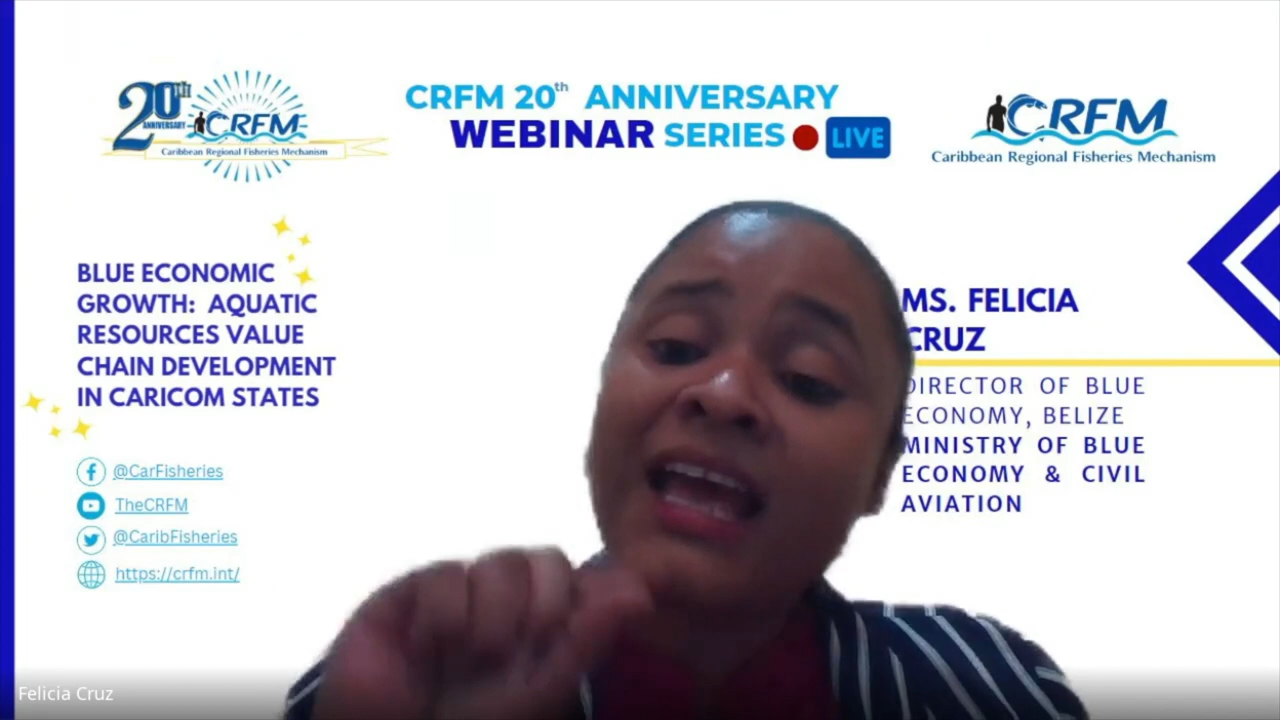 20th
ANNIVERSARY
CRFM
Caribbean Regional Fisheries Mechanism
CRFM 20th ANNIVERSARY
WEBINAR SERIES LIVE
CRFM
Caribbean Regional Fisheries Mechanism
BLUE ECONOMIC
GROWTH: AQUATIC
RESOURCES VALUE
CHAIN DEVELOPMENT
IN CARICOM STATES
@CarFisheries
TheCRFM
@CaribFisheries
https://crfm.int/
MS. FELICIA
CRUZ
DIRECTOR OF BLUE
ECONOMY, BELIZE
MINISTRY OF BLUE
ECONOMY & CIVIL
AVIATION
Felicia Cruz